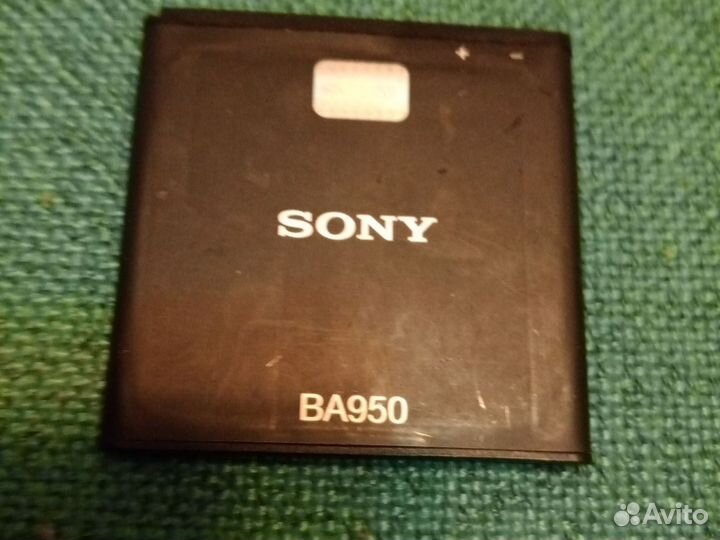 + -
SONY
BA950
Avito